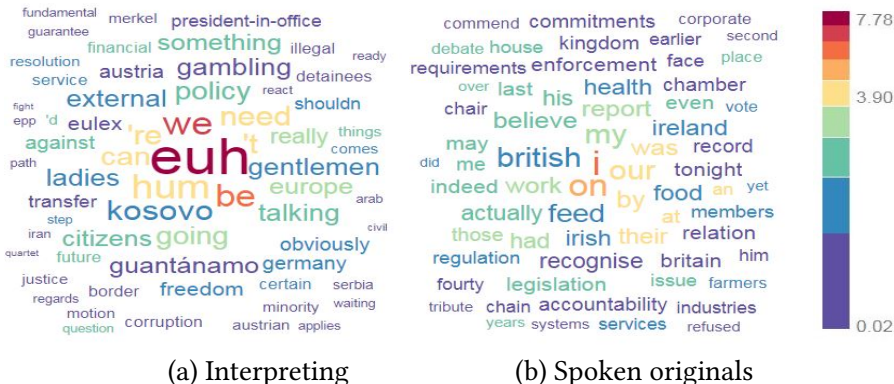 fundamental
merkel president-in-office
guarantee
financial something illegal ready
resolution
austria gambling
service
detainees
external policy react
shouldn
fight
eulex we need
epp 'd
're 't really things
against can comes
path
euh gentlemen
ladies hum be europe
transfer arab
step kosovo talking
iran citizens going civil
future obviously
quartet
guantánamo germany
justice certain serbia
regards border freedom
minority waiting
motion
question corruption austrian applies
(a) Interpreting
commend commitments corporate
second
debate house kingdom earlier
requirements enforcement face place
over last his health chamber
chair believe report even vote
may my ireland
was record
did me british i our tonight
indeed work on by food an yet
actually feed at members
those had irish their relation
regulation recognise britain him
fourty legislation issue farmers
tribute chain accountability industries
years systems services refused
(b) Spoken originals
7.78
3.90
0.02